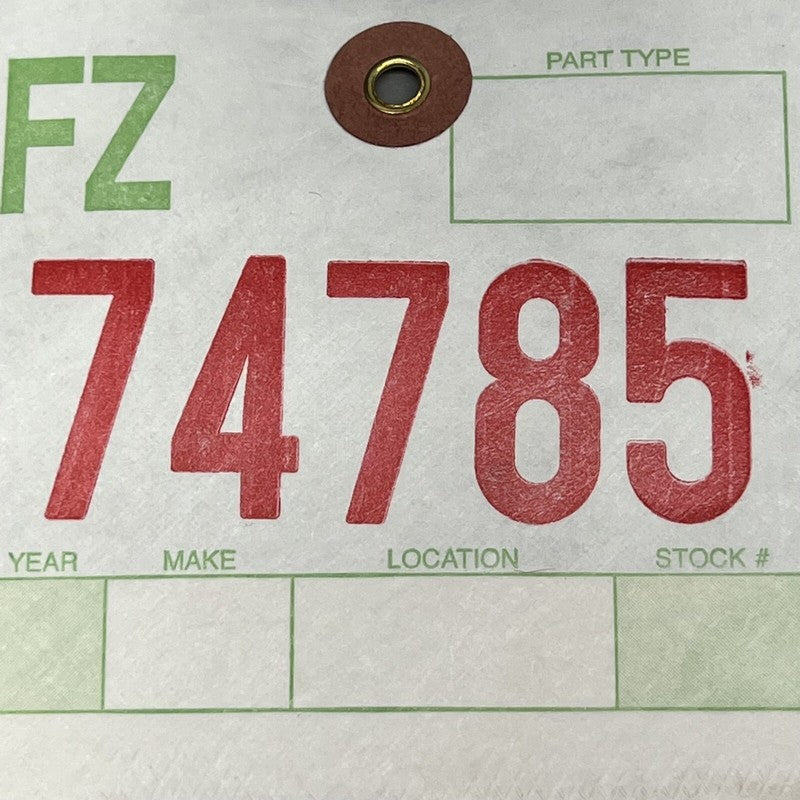 FZ
PART TYPE
74785
YEAR MAKE LOCATION STOCK #